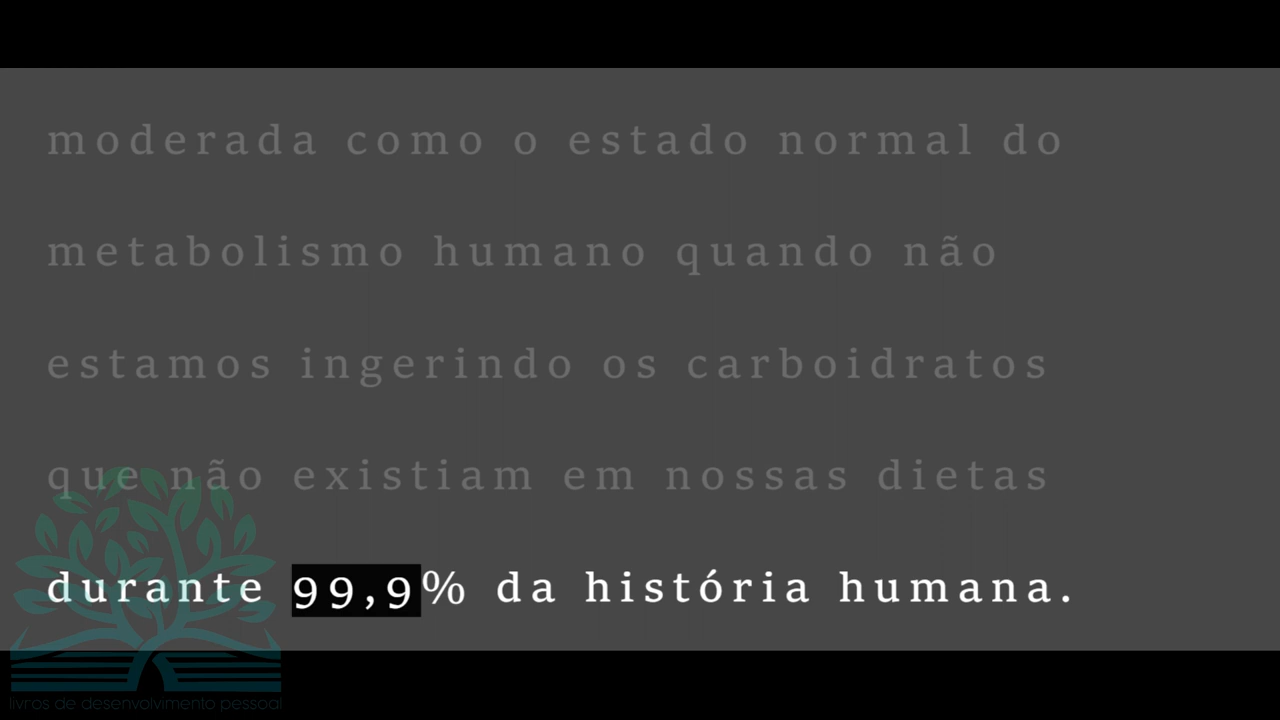 moderada como o estado normal do
metabolismo humano quando não
estamos ingerindo os carboidratos
que não existiam em nossas dietas
durante 99,9% da história humana.
livros de desenvolvimento pessoal